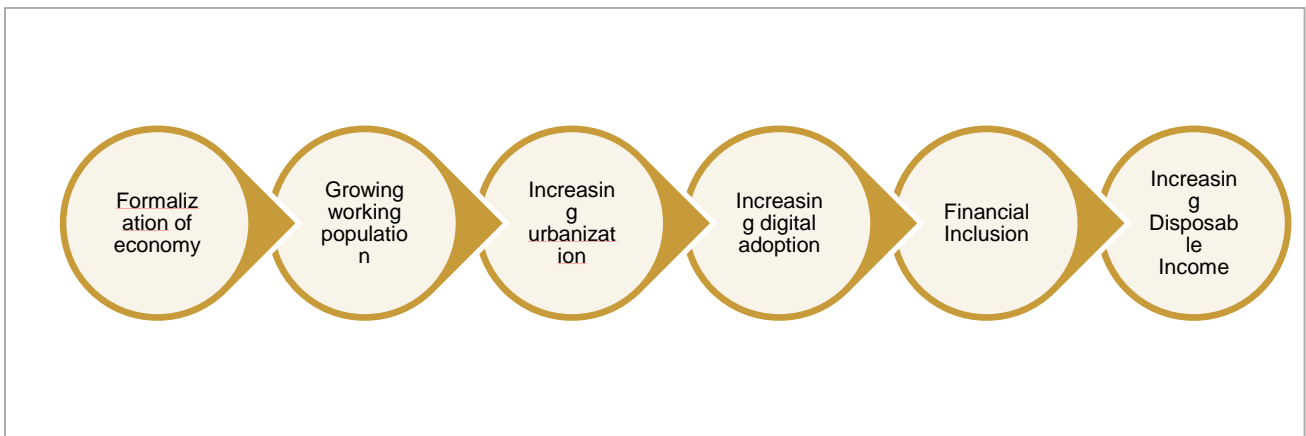 Formaliz
ation of
economy
Growing
working
populatio
n
Increasin
g
urbanizat
ion
Increasin
g digital
adoption
Financial
Inclusion
Increasin
g
Disposab
le
Income